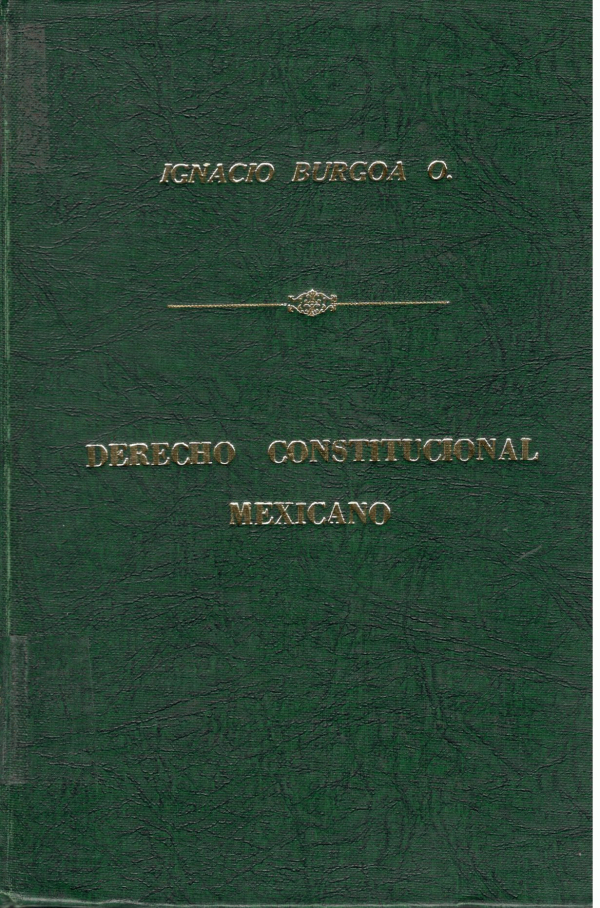 IGNACIO BURGOA O.
DERECHO CONSTITUCIONAL
MEXICANO